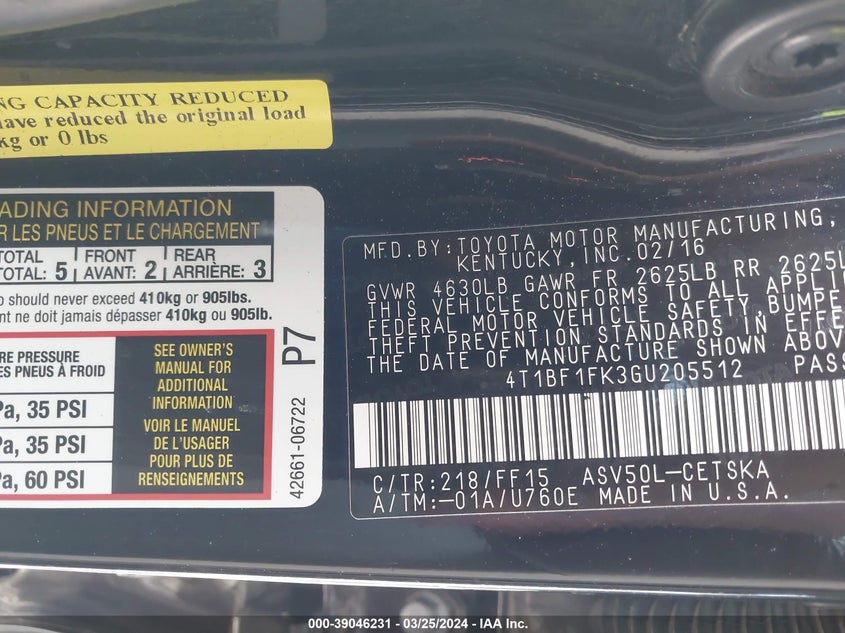 NG CAPACITY REDUCED
have reduced the original load
kg or 0 lbs
ADING INFORMATION
R LES PNEUS ET LE CHARGEMENT
TOTAL
TOTAL: 5
FRONT
AVANT: 2
REAR
ARRIÈRE: 3
o should never exceed 410kg or 905lbs.
nt ne doit jamais dépasser 410kg ou 905lb.
RE PRESSURE
ES PNEUS À FROID
Pa, 35 PSI
Pa, 35 PSI
Pa, 60 PSI
SEE OWNER'S
MANUAL FOR
ADDITIONAL
INFORMATION
VOIR LE MANUEL
DE L'USAGER
POUR PLUS DE
RENSEIGNEMENTS
P7
42661-06722
MFD.BY:TOYOTA MOTOR MANUFACTURING,
KENTUCKY, INC.02/16
GVWR 4630LB GAWR FR 2625LB RR 2625L
THIS VEHICLE CONFORMS TO ALL APPLIC
FEDERAL MOTOR VEHICLE SAFETY,BUMPE
THEFT PREVENTION STANDARDS IN EFFE
THE DATE OF MANUFACTURE SHOWN ABOV
4T1BF1FK3GU205512 PASS
C/TR:218/FF15 ASV50L-CETSKA
A/TM:-01A/U760E MADE IN U.S.A.
000-39046231 - 03/25/2024 - IAA Inc.